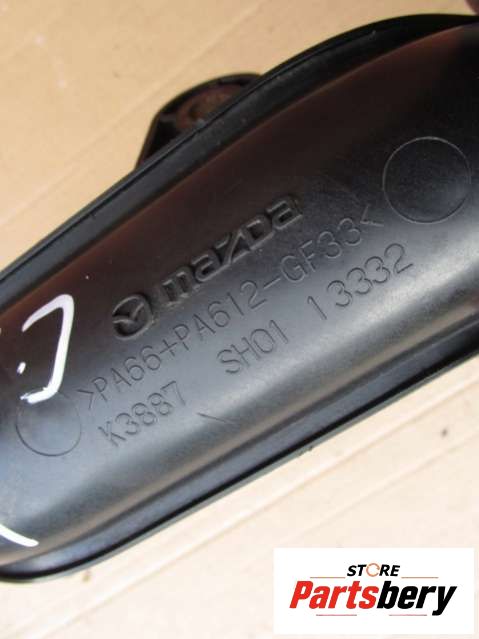 mazda
>PA66+PA612-GF33<
K3887 SH01 13332
STORE
Partsbery